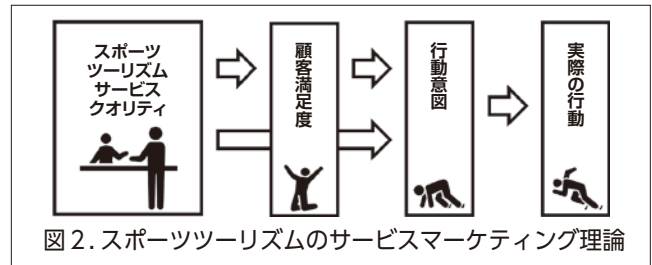 スポーツ
ツーリズム
サービス
クオリティ
顧客満足度
行動意図
実際の行動
図2.スポーツツーリズムのサービスマーケティング理論